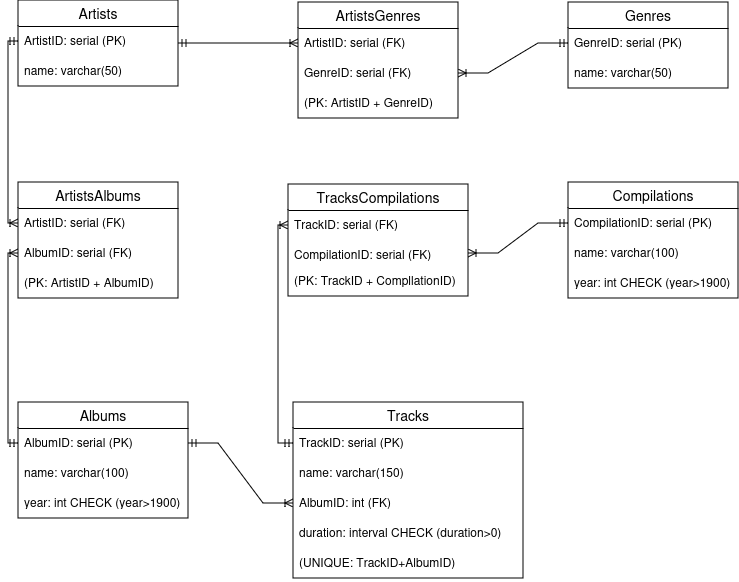 Artists
ArtistID: serial (PK)
name: varchar(50)
ArtistsGenres
ArtistID: serial (FK)
GenreID: serial (FK)
(PK: ArtistID + GenreID)
Genres
GenreID: serial (PK)
name: varchar(50)
ArtistsAlbums
ArtistID: serial (FK)
AlbumID: serial (FK)
(PK: ArtistID + AlbumID)
TracksCompilations
TrackID: serial (FK)
CompilationID: serial (FK)
(PK: TrackID + CompllationID)
Compilations
CompilationID: serial (PK)
name: varchar(100)
year: int CHECK (year>1900)
Albums
AlbumID: serial (PK)
name: varchar(100)
year: int CHECK (year>1900)
Tracks
TrackID: serial (PK)
name: varchar(150)
AlbumID: int (FK)
duration: interval CHECK (duration>0)
(UNIQUE: TrackID+AlbumID)